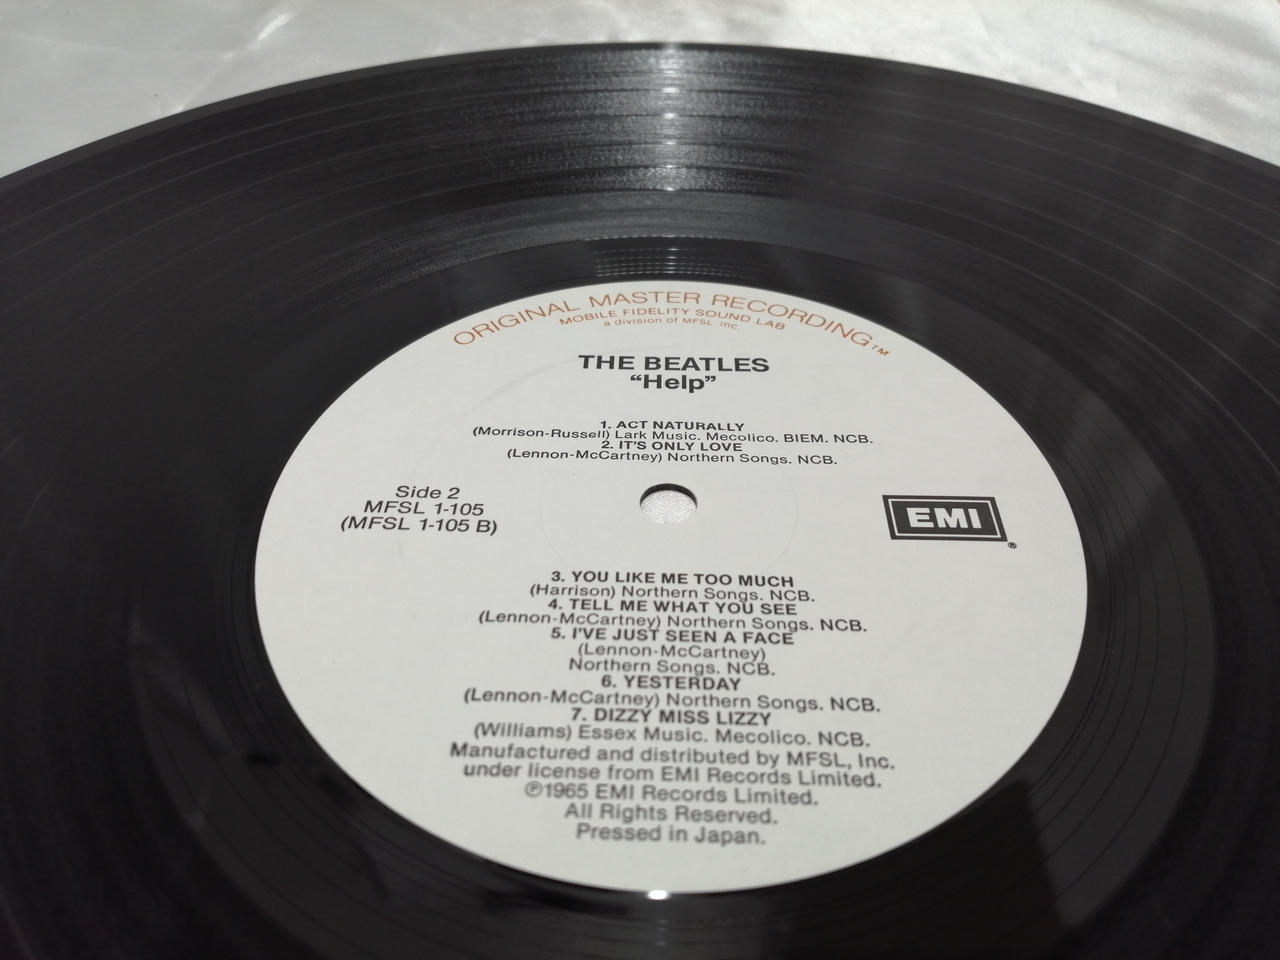 ORIGINAL MASTER RECORDING™
MOBILE FIDELITY SOUND LAB
a division of MFSL. Inc.
THE BEATLES
“Help”
1. ACT NATURALLY
(Morrison-Russell) Lark Music. Mecolico. BIEM. NCB.
2. IT'S ONLY LOVE
(Lennon-McCartney) Northern Songs. NCB.
Side 2
MFSL 1-105
(MFSL 1-105 B)
EMI®
3. YOU LIKE ME TOO MUCH
(Harrison) Northern Songs. NCB.
4. TELL ME WHAT YOU SEE
(Lennon-McCartney) Northern Songs. NCB.
5. I'VE JUST SEEN A FACE
(Lennon-McCartney)
Northern Songs. NCB.
6. YESTERDAY
(Lennon-McCartney) Northern Songs. NCB.
7. DIZZY MISS LIZZY
(Williams) Essex Music. Mecolico. NCB.
Manufactured and distributed by MFSL, Inc.
under license from EMI Records Limited.
℗1965 EMI Records Limited.
All Rights Reserved.
Pressed in Japan.